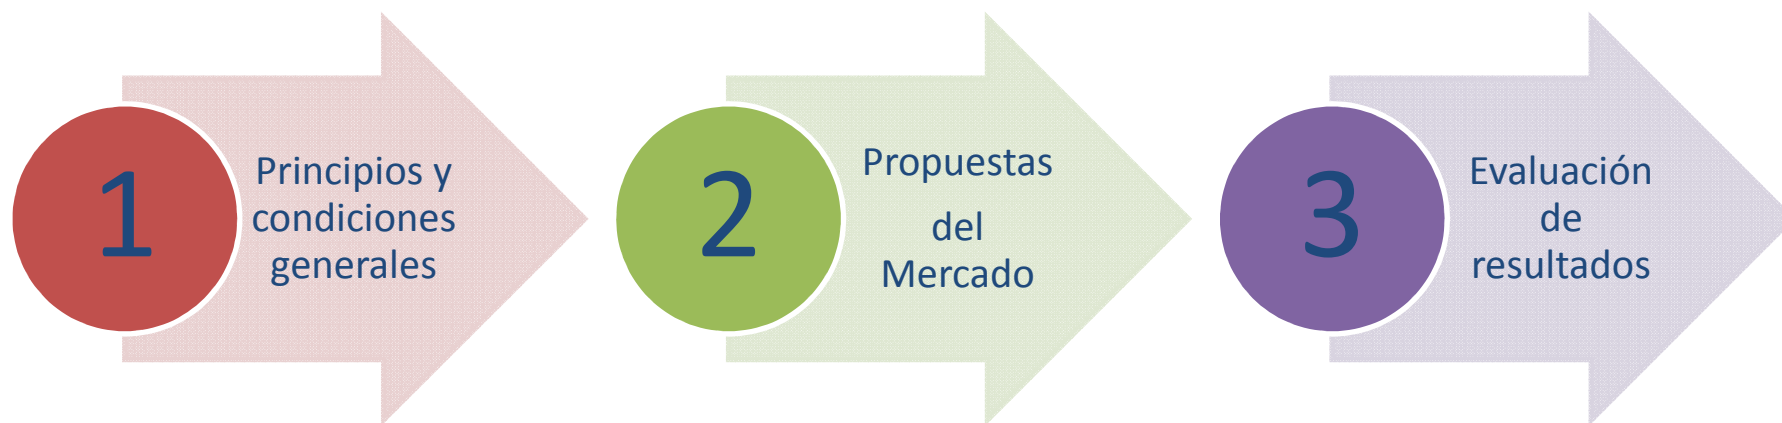 1
Principios y
condiciones
generales
2
Propuestas
del
Mercado
3
Evaluación
de
resultados